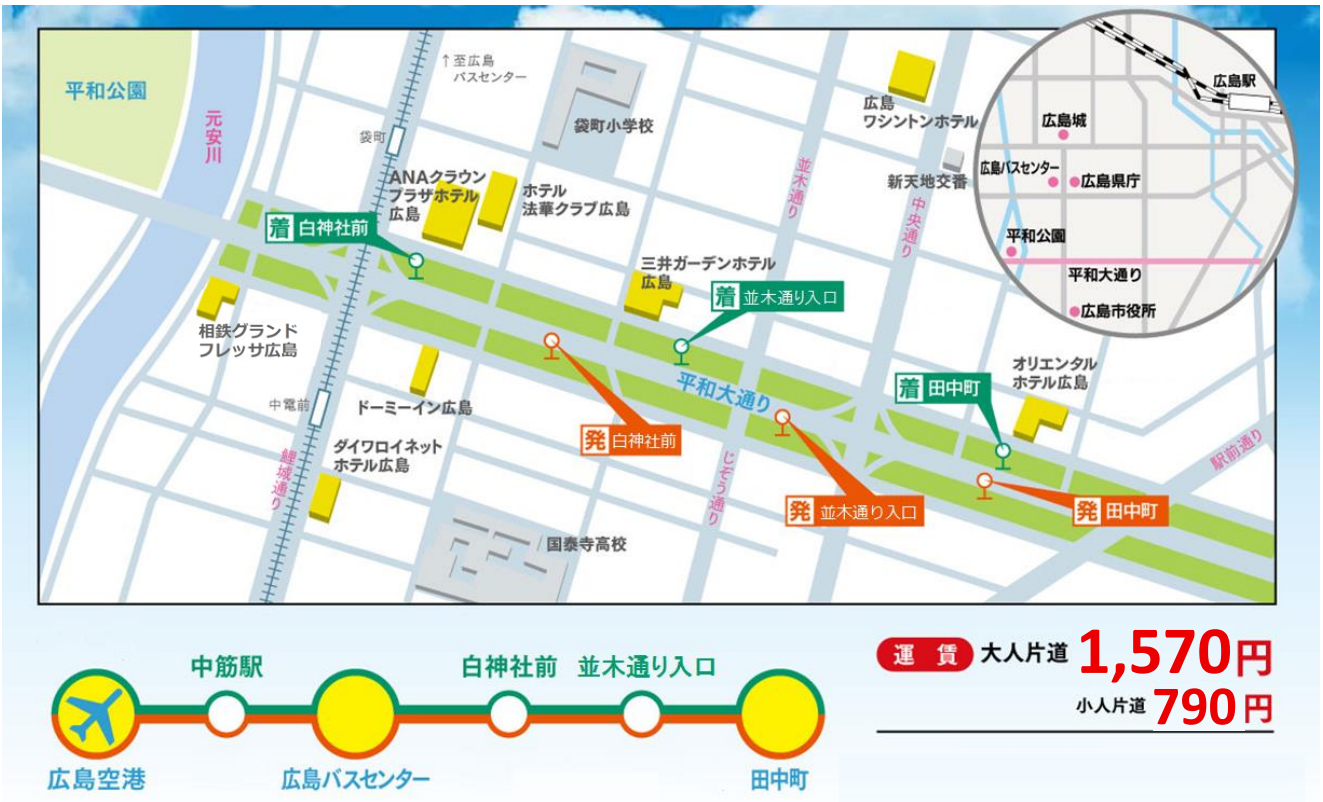 平和公園
元安川
↑至広島
バスセンター
袋町
袋町小学校
ANAクラウン
プラザホテル
広島
ホテル
法華クラブ広島
広島
ワシントンホテル
新天地交番
並木通り
中央通り
着 白神社前
三井ガーデンホテル
広島
着 並木通り入口
相鉄グランド
フレッサ広島
中電前
ドーミーイン広島
ダイワロイネット
ホテル広島
鯉城通り
平和大通り
発 白神社前
じぞう通り
発 並木通り入口
着 田中町
オリエンタル
ホテル広島
駅前通り
発 田中町
国泰寺高校
広島駅
広島城
広島バスセンター
広島県庁
平和公園
平和大通り
広島市役所
中筋駅
白神社前
並木通り入口
広島空港
広島バスセンター
田中町
運賃 大人片道 1,570円
小人片道 790円